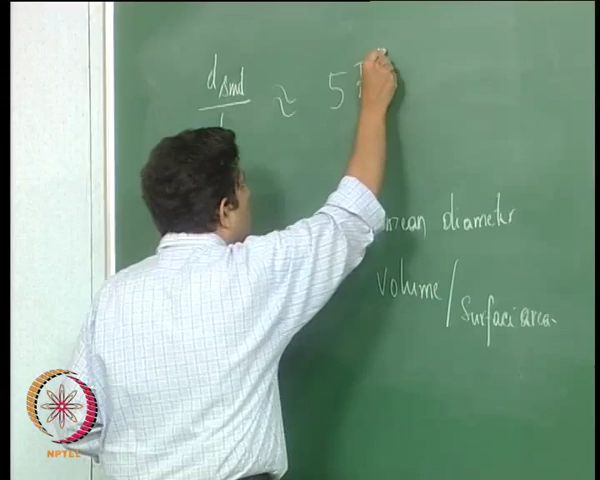 d smd
≈ 5
mean diameter
Volume /
Surface area
NPTEL